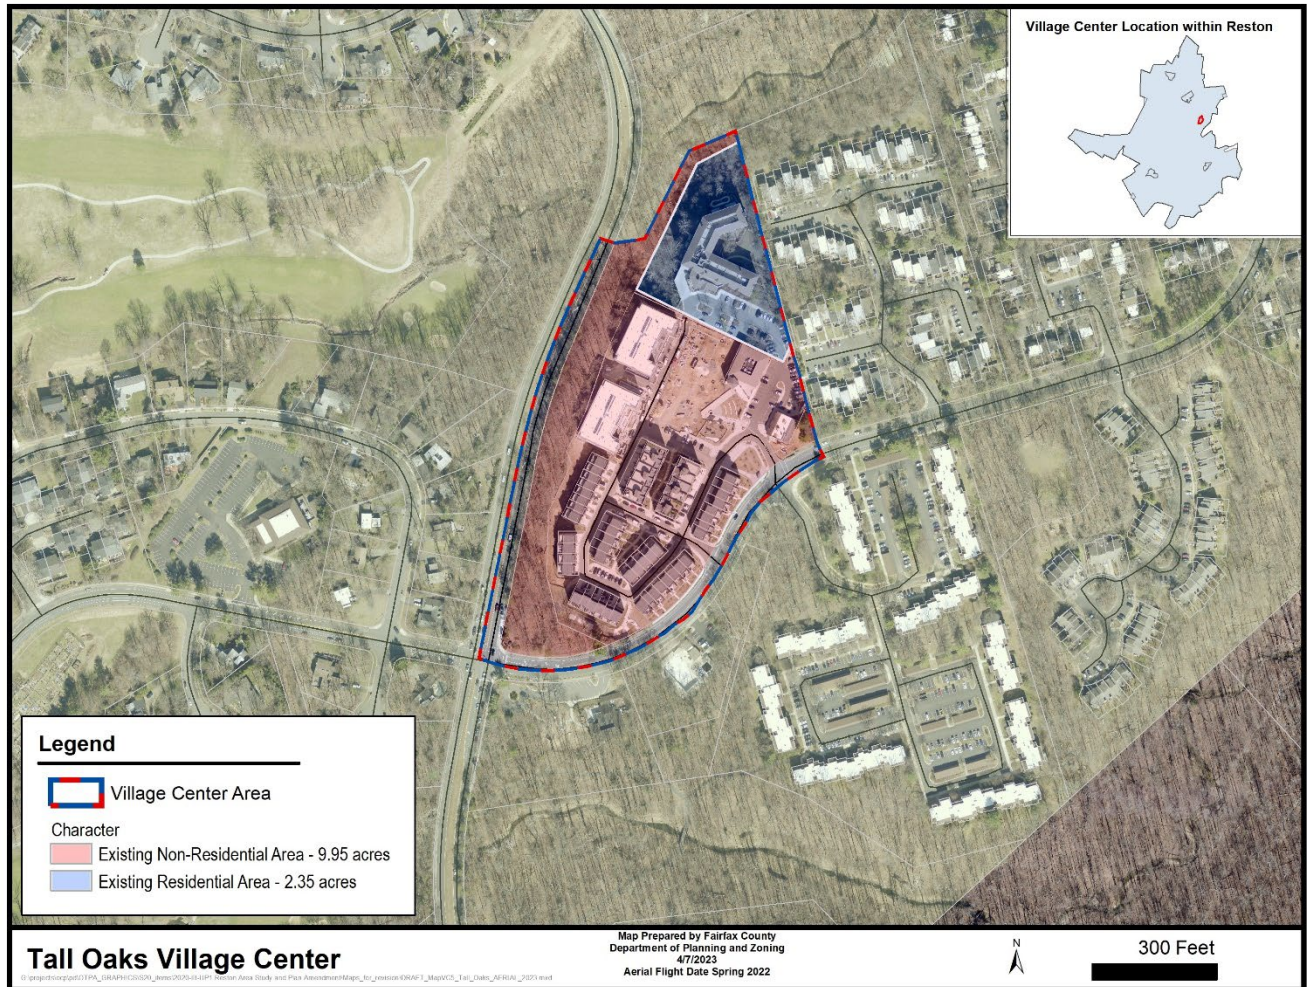 Village Center Location within Reston
Legend
Village Center Area
Character
Existing Non-Residential Area - 9.95 acres
Existing Residential Area - 2.35 acres
Tall Oaks Village Center
Map Prepared by Fairfax County
Department of Planning and Zoning
4/7/2023
Aerial Flight Date Spring 2022
N
300 Feet